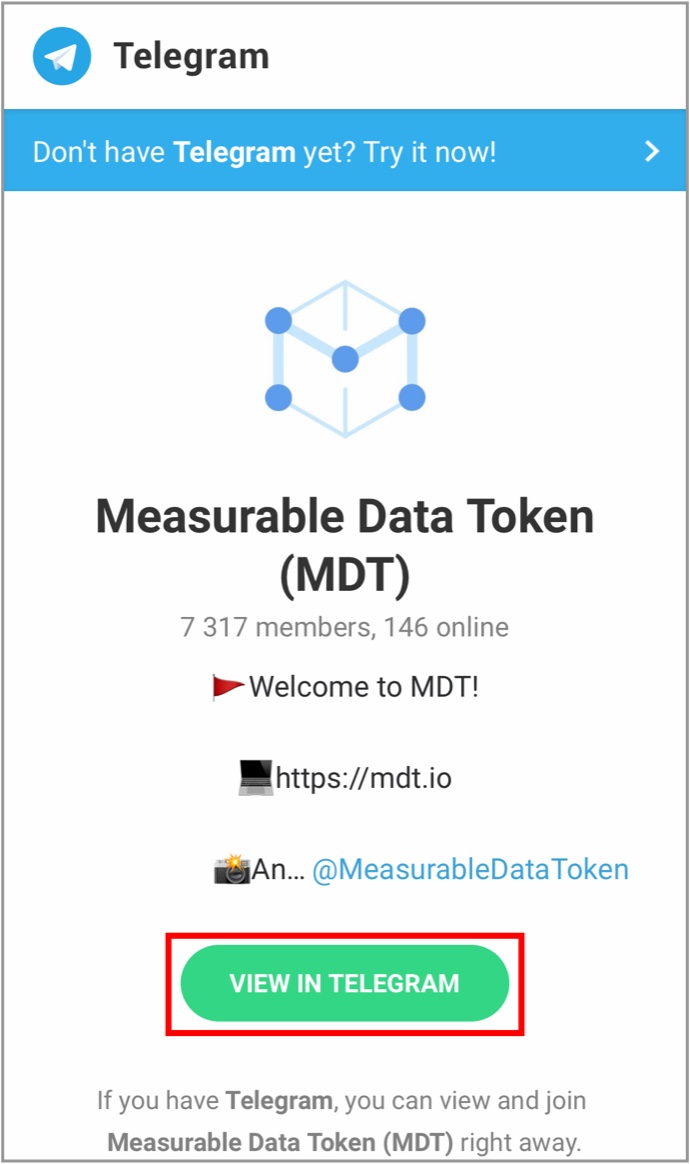 Telegram
Don't have Telegram yet? Try it now!
Measurable Data Token
(MDT)
7 317 members, 146 online
🚩Welcome to MDT!
💻https://mdt.io
📸An... @MeasurableDataToken
VIEW IN TELEGRAM
If you have Telegram, you can view and join
Measurable Data Token (MDT) right away.